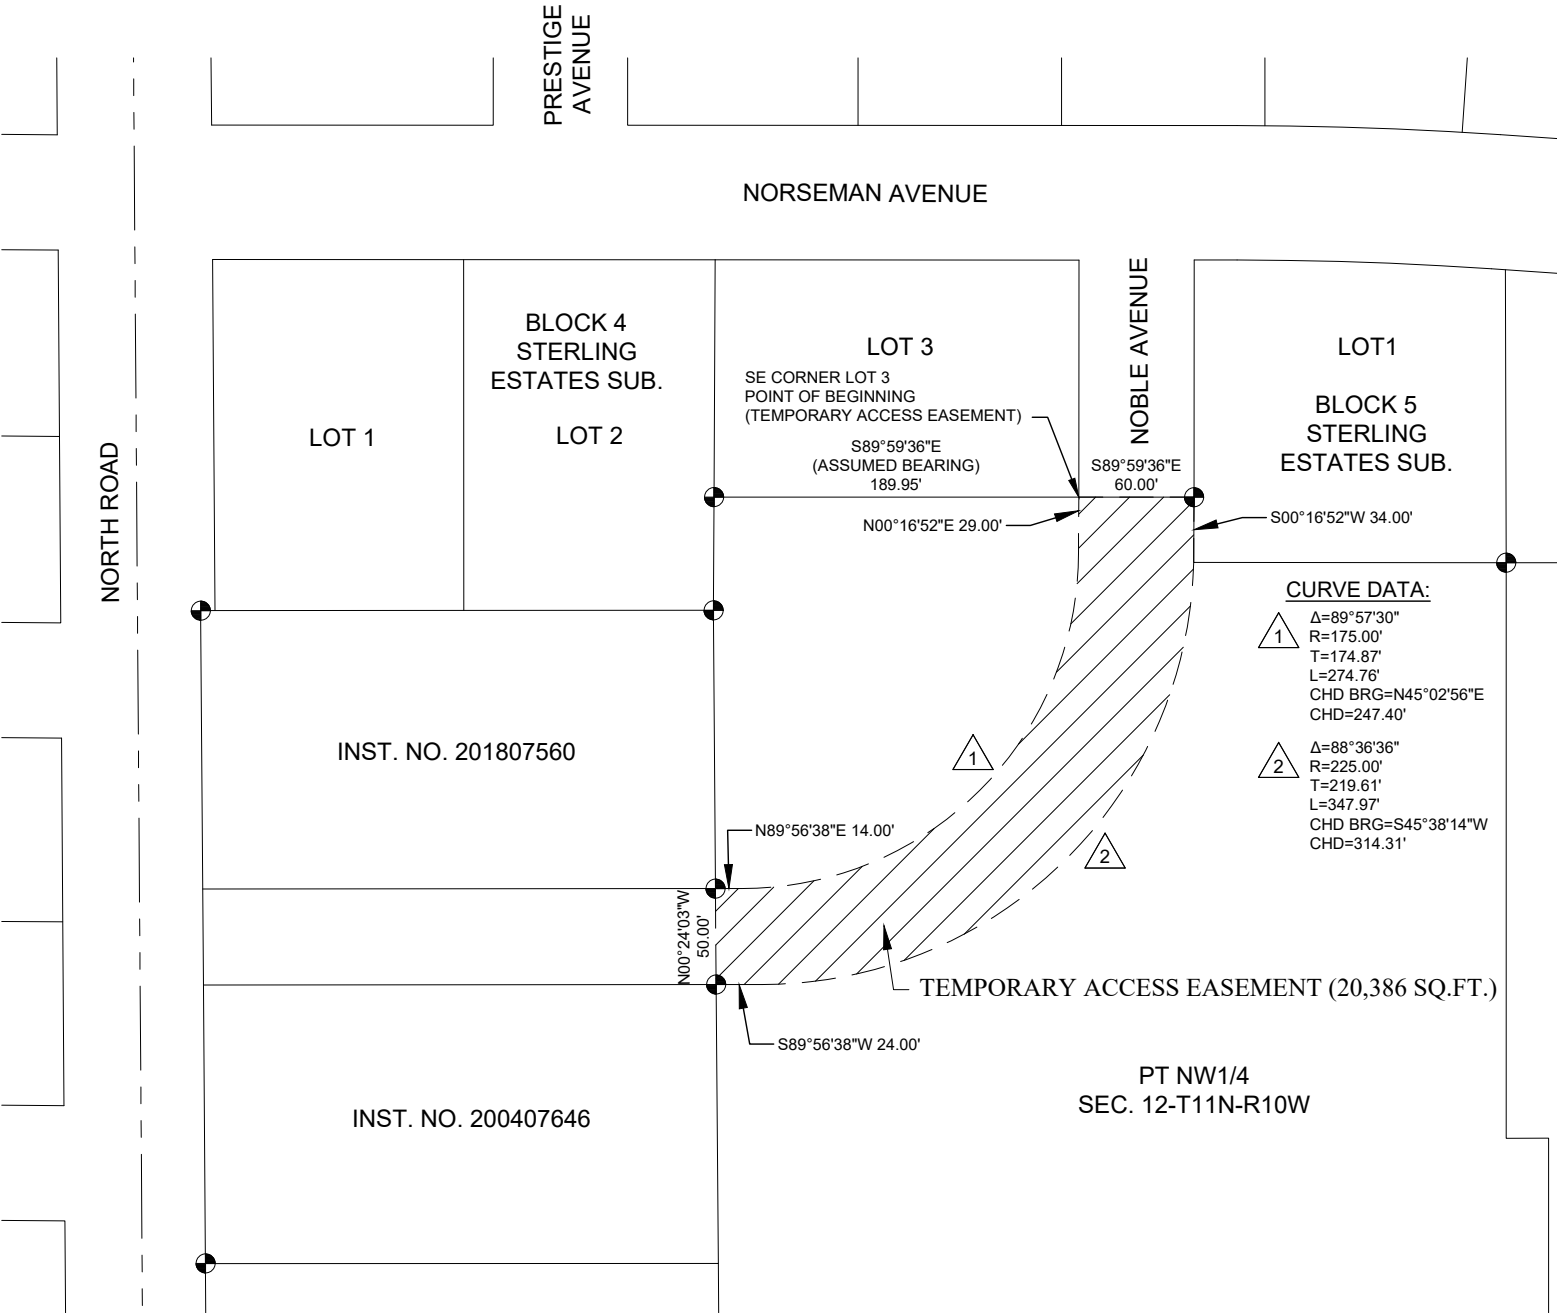 PRESTIGE
AVENUE
NORSEMAN AVENUE
NORTH ROAD
NOBLE AVENUE
BLOCK 4
STERLING
ESTATES SUB.
LOT 1
LOT 2
LOT 3
SE CORNER LOT 3
POINT OF BEGINNING
(TEMPORARY ACCESS EASEMENT)
S89°59'36"E
(ASSUMED BEARING)
189.95'
S89°59'36"E
60.00'
N00°16'52"E 29.00'
S00°16'52"W 34.00'
LOT1
BLOCK 5
STERLING
ESTATES SUB.
CURVE DATA:
1
Δ=89°57'30"
R=175.00'
T=174.87'
L=274.76'
CHD BRG=N45°02'56"E
CHD=247.40'
2
Δ=88°36'36"
R=225.00'
T=219.61'
L=347.97'
CHD BRG=S45°38'14"W
CHD=314.31'
INST. NO. 201807560
1
2
N89°56'38"E 14.00'
N00°24'03"W
50.00'
TEMPORARY ACCESS EASEMENT (20,386 SQ.FT.)
S89°56'38"W 24.00'
INST. NO. 200407646
PT NW1/4
SEC. 12-T11N-R10W